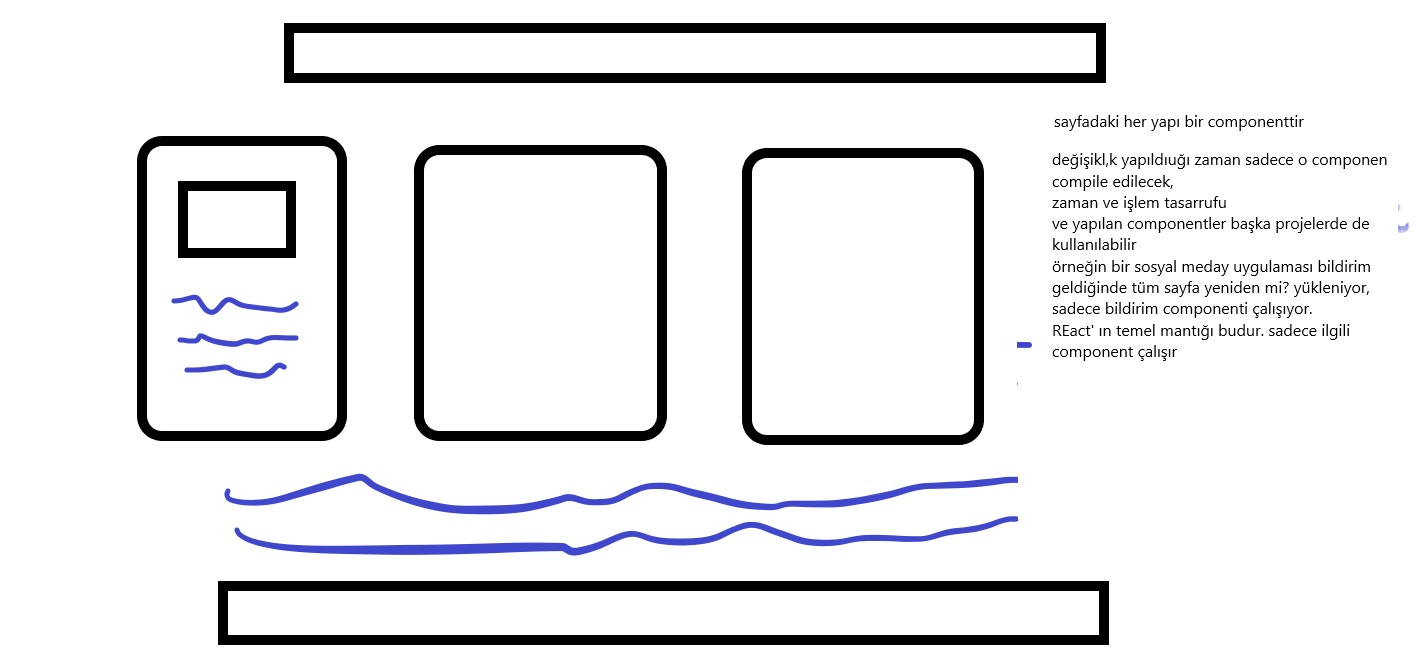 sayfadaki her yapı bir componenttir
değişikl,k yapıldıuğı zaman sadece o componen
compile edilecek,
zaman ve işlem tasarrufu
ve yapılan componentler başka projelerde de
kullanılabilir
örneğin bir sosyal meday uygulaması bildirim
geldiğinde tüm sayfa yeniden mi? yükleniyor,
sadece bildirim componenti çalışıyor.
REact' ın temel mantığı budur. sadece ilgili
component çalışır